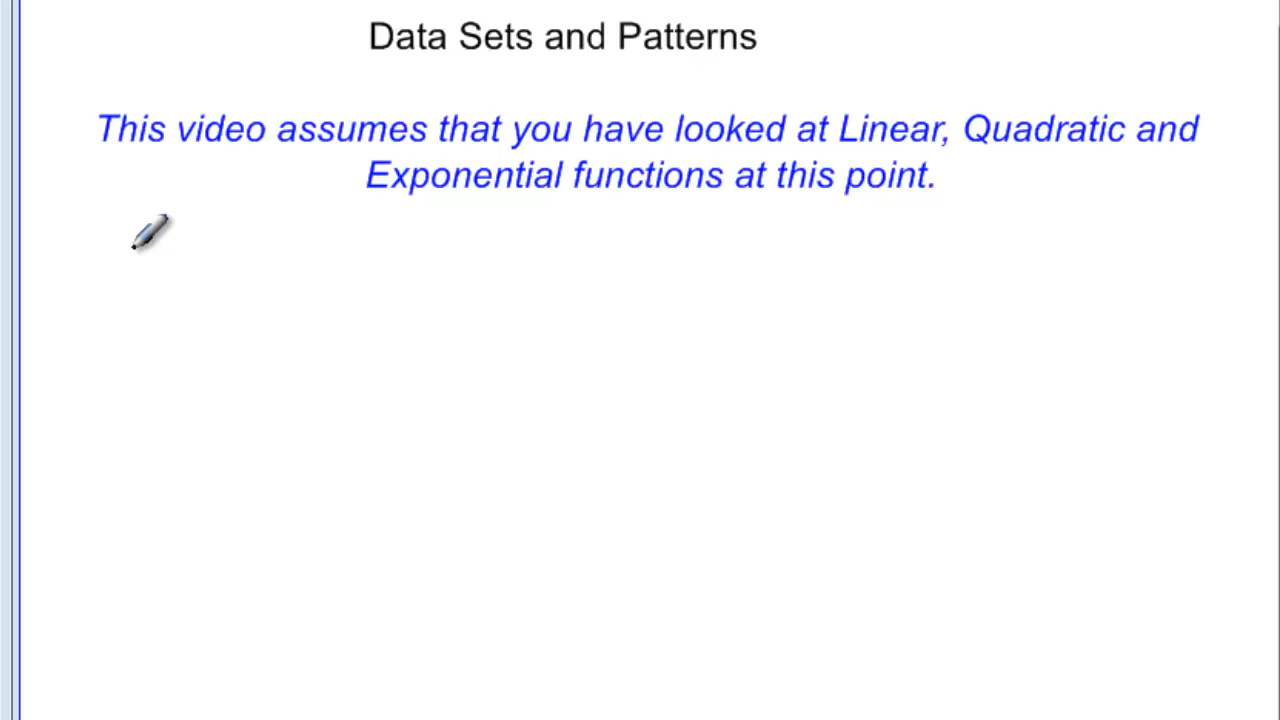 Data Sets and Patterns
This video assumes that you have looked at Linear, Quadratic and
Exponential functions at this point.